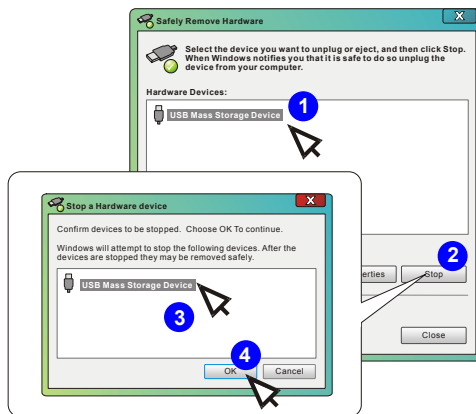 Safely Remove Hardware
X
Select the device you want to unplug or eject, and then click Stop.
When Windows notifies you that it is safe to do so unplug the
device from your computer.
Hardware Devices:
1
USB Mass Storage Device
2
erties
Stop
Close
Stop a Hardware device
X
Confirm devices to be stopped. Choose OK To continue.
Windows will attempt to stop the following devices. After the
devices are stopped they may be removed safely.
USB Mass Storage Device
3
4
OK
Cancel